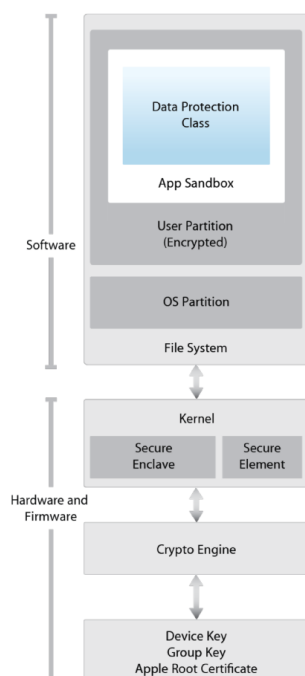 Data Protection
Class
App Sandbox
User Partition
(Encrypted)
Software
OS Partition
File System
Kernel
Secure
Enclave
Secure
Element
Hardware and
Firmware
Crypto Engine
Device Key
Group Key
Apple Root Certificate